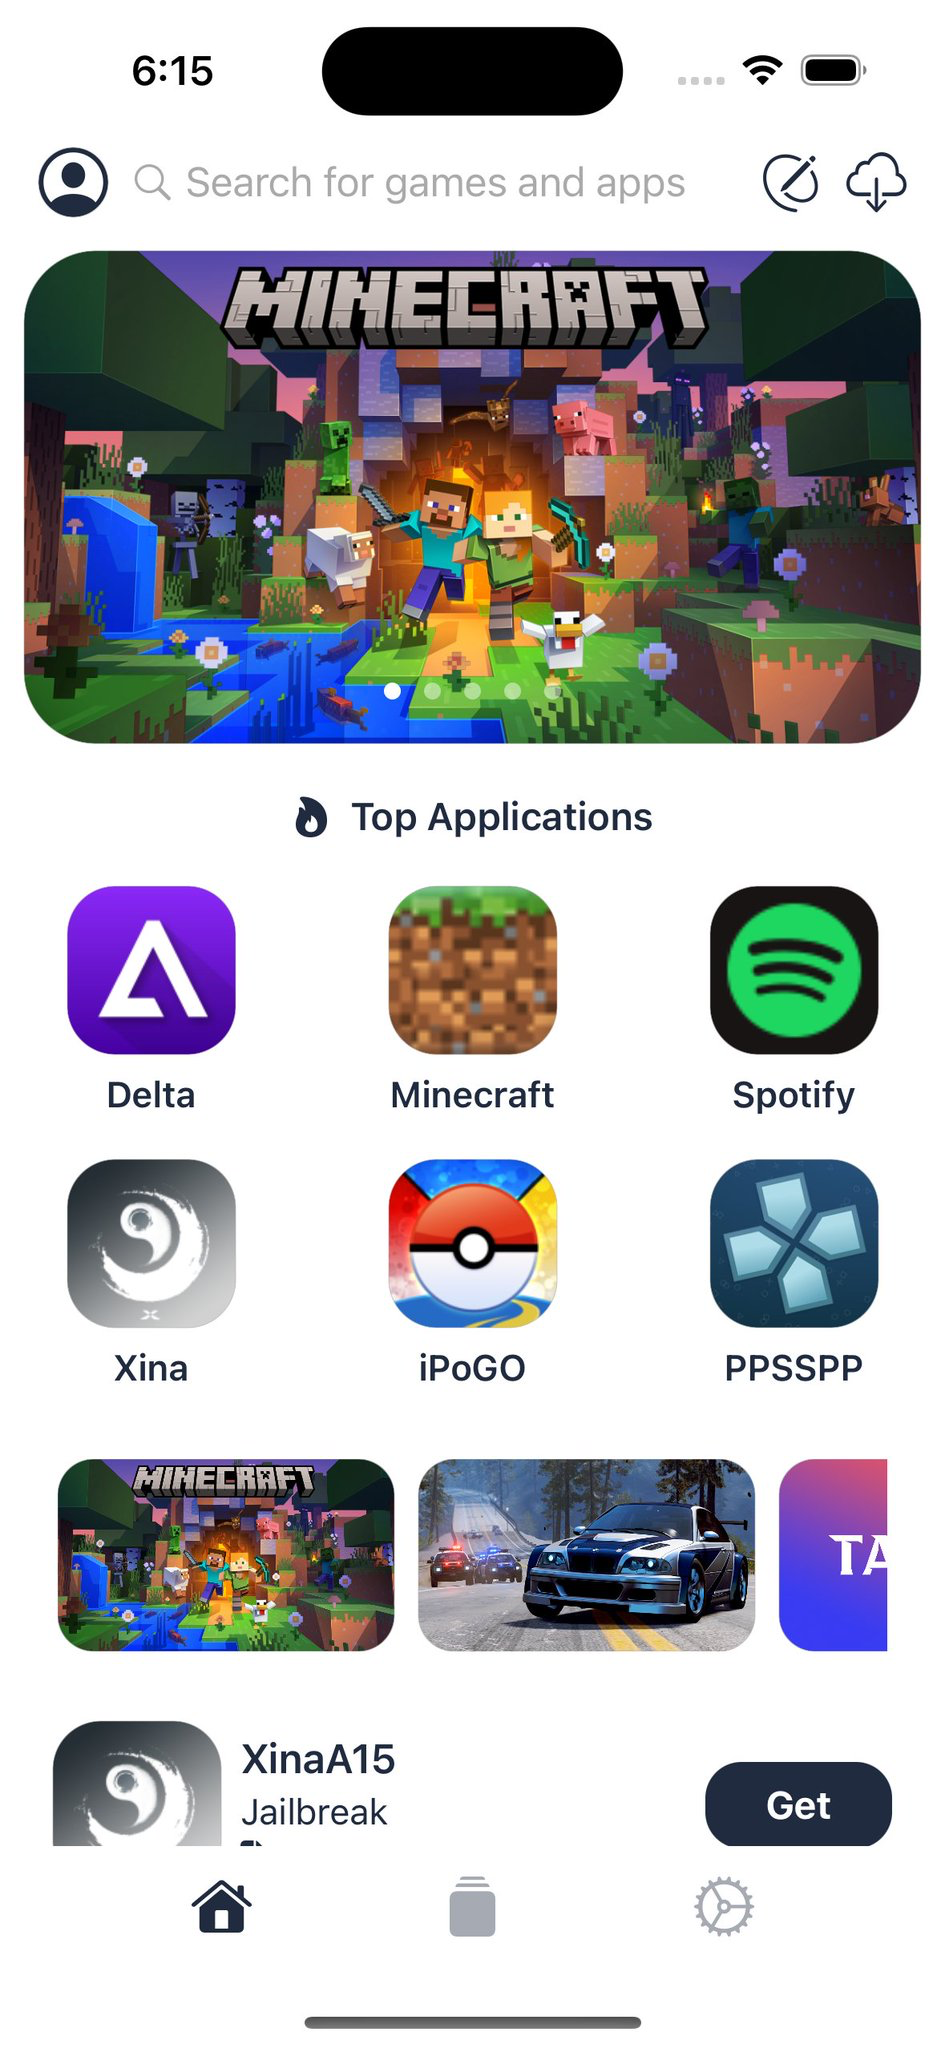 6:15
Search for games and apps
MINECRAFT
Top Applications
Delta
Minecraft
Spotify
Xina
iPoGO
PPSSPP
MINECRAFT
TA
XinaA15
Jailbreak
Get